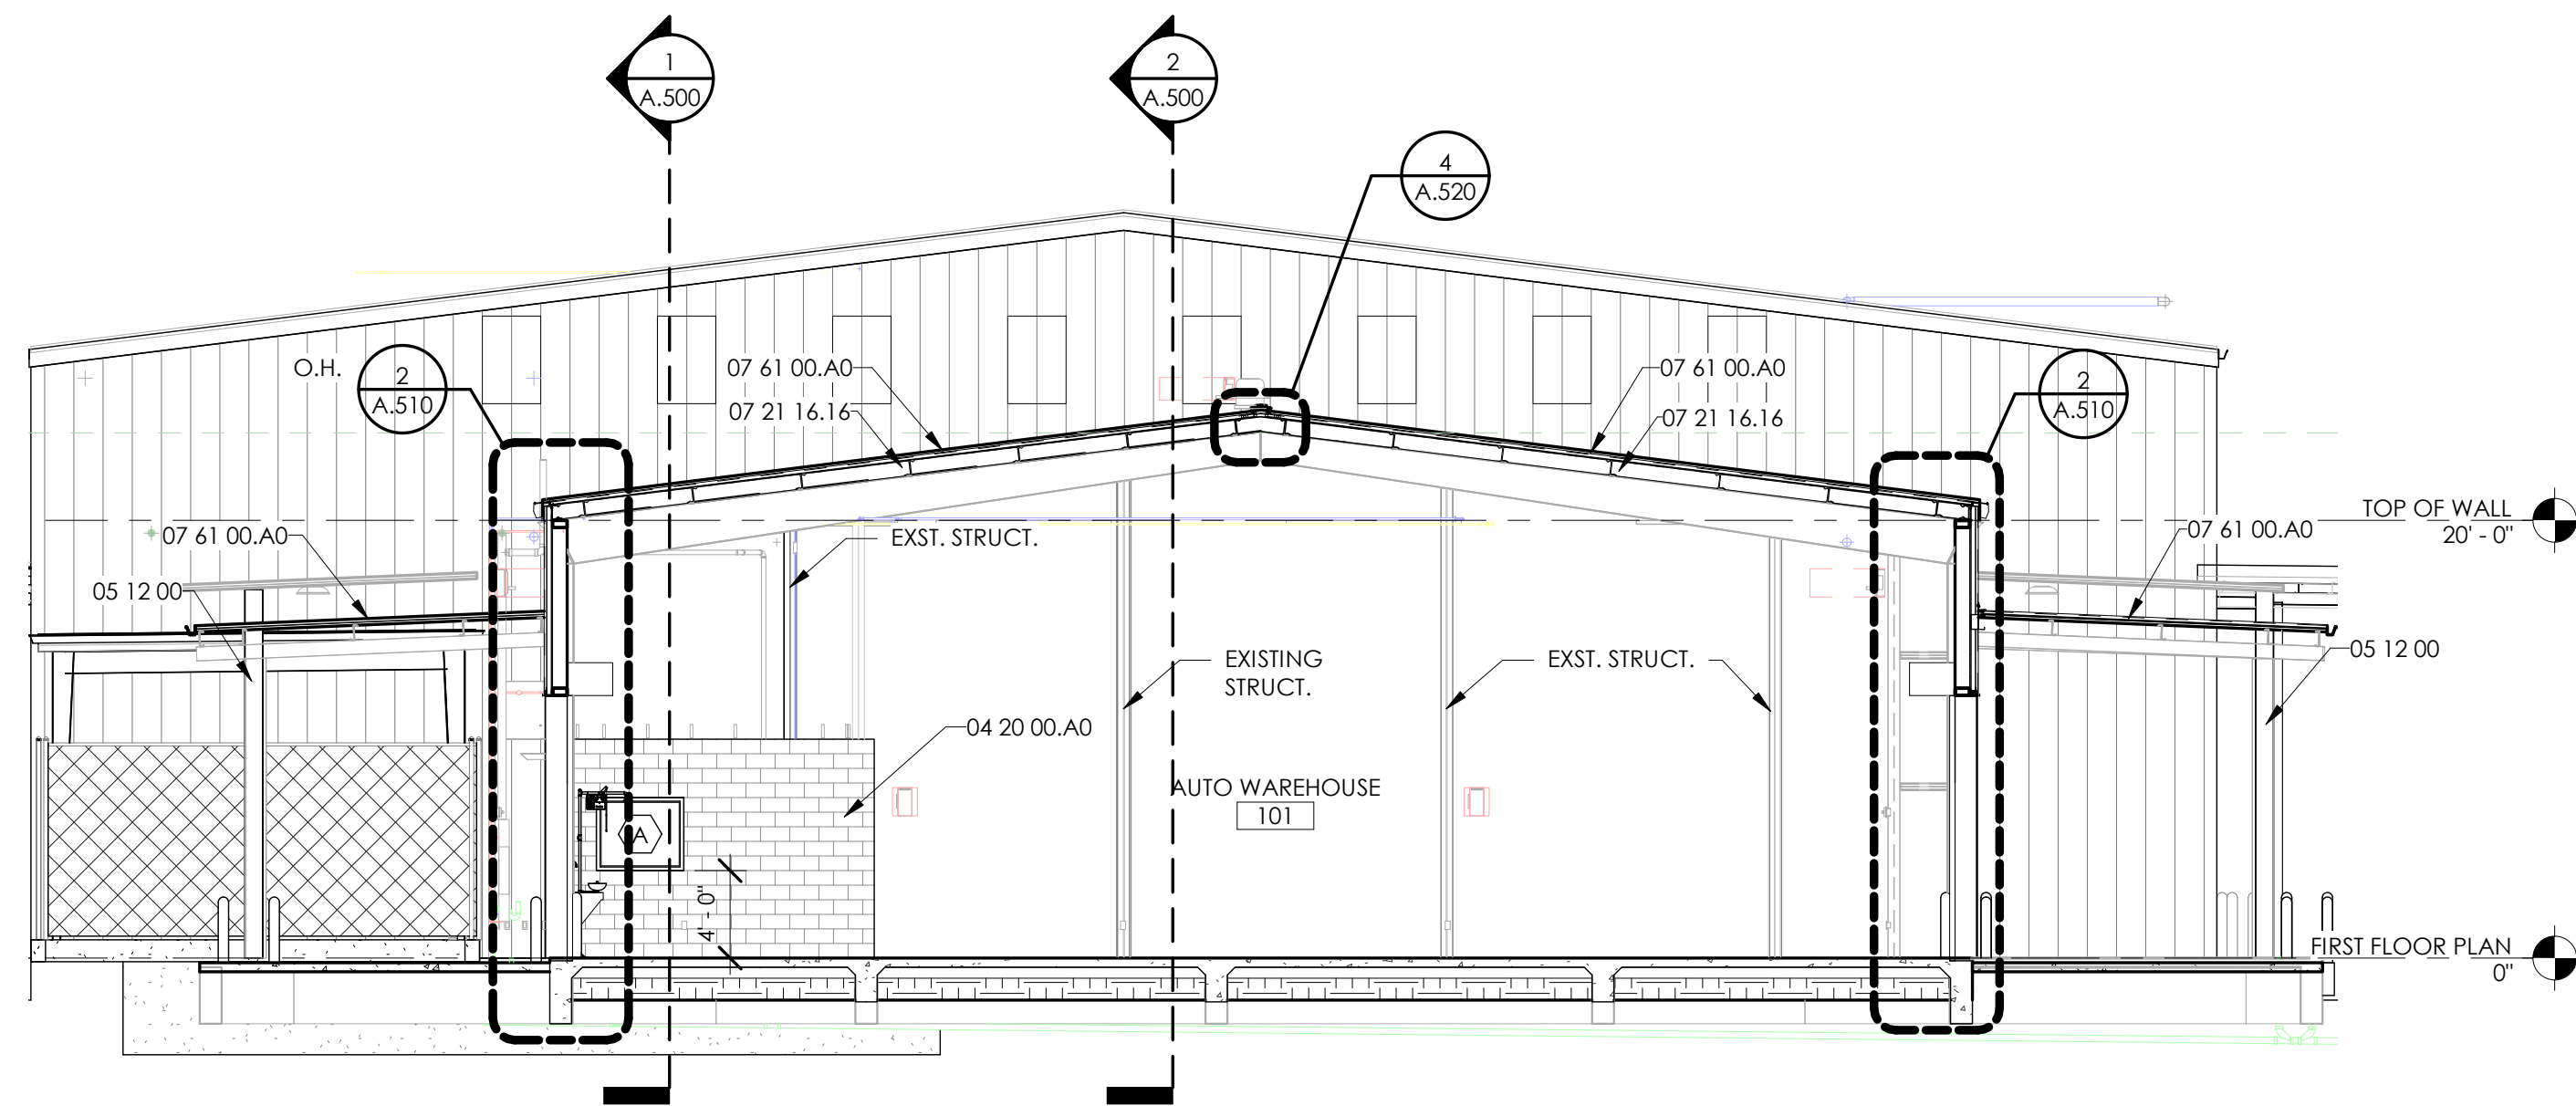 1
A.500
2
A.500
4
A.520
O.H.
2
A.510
07 61 00.A0
07 21 16.16
07 61 00.A0
07 21 16.16
2
A.510
TOP OF WALL
20' - 0"
07 61 00.A0
05 12 00
EXST. STRUCT.
07 61 00.A0
05 12 00
EXISTING
STRUCT.
EXST. STRUCT.
04 20 00.A0
AUTO WAREHOUSE
101
A
4' - 0"
FIRST FLOOR PLAN
0"